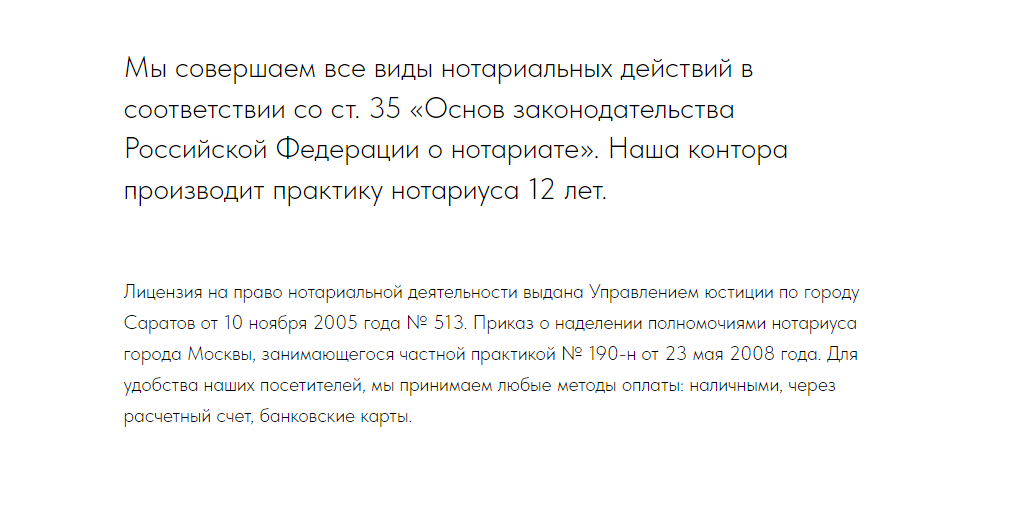 Мы совершаем все виды нотариальных действий в
соответствии со ст. 35 «Основ законодательства
Российской Федерации о нотариате». Наша контора
производит практику нотариуса 12 лет.
Лицензия на право нотариальной деятельности выдана Управлением юстиции по городу
Саратов от 10 ноября 2005 года № 513. Приказ о наделении полномочиями нотариуса
города Москвы, занимающегося частной практикой № 190-н от 23 мая 2008 года. Для
удобства наших посетителей, мы принимаем любые методы оплаты: наличными, через
расчетный счет, банковские карты.